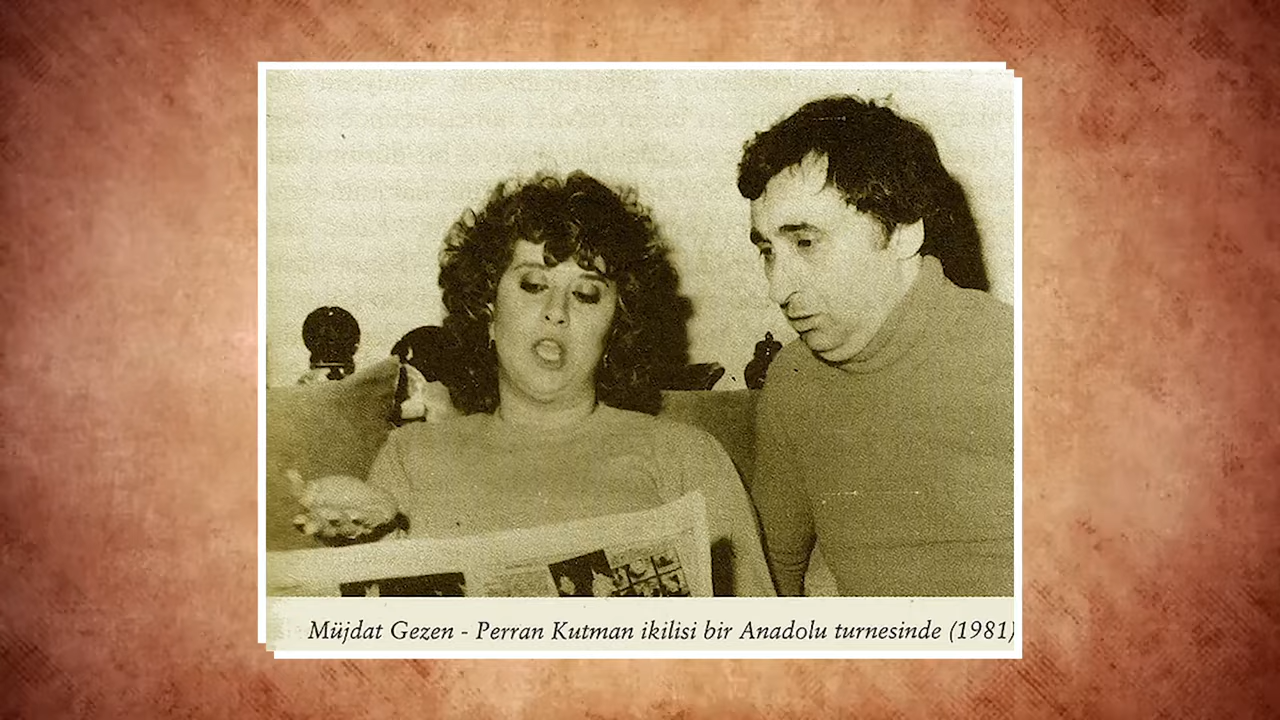 Müjdat Gezen - Perran Kutman ikilisi bir Anadolu turnesinde (1981)